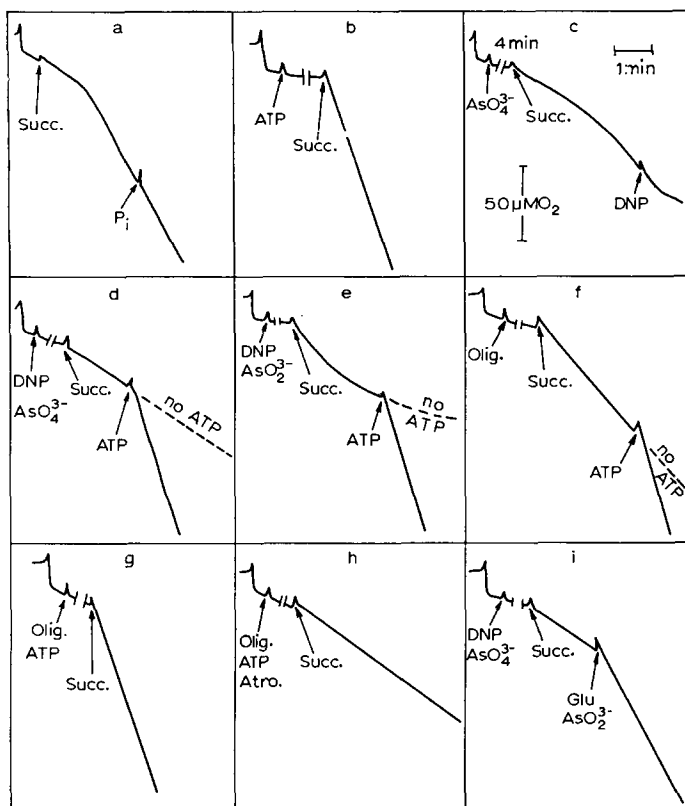 a
Succ.
Pi
b
ATP
Succ.
c
4 min
1 min
AsO₄³⁻
Succ.
50 μM O₂
DNP
d
DNP
AsO₄³⁻
Succ.
ATP
no ATP
e
DNP
AsO₂³⁻
Succ.
ATP
no
ATP
f
Olig.
Succ.
ATP
no
ATP
g
Olig.
ATP
Succ.
h
Olig.
ATP
Atro.
Succ.
i
DNP
AsO₄³⁻
Succ.
Glu
AsO₂³⁻